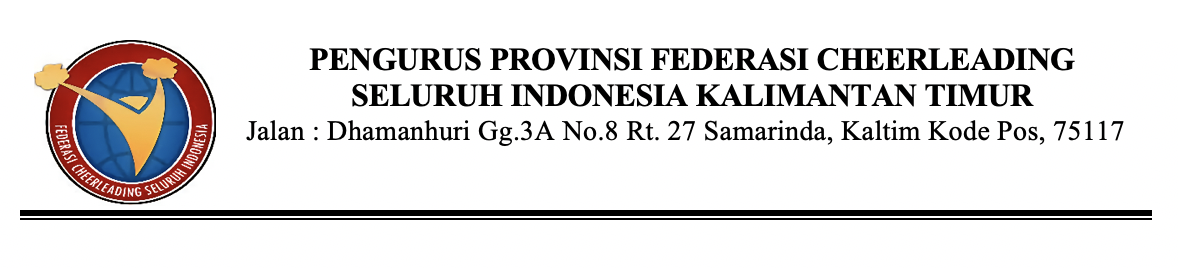 PENGURUS PROVINSI FEDERASI CHEERLEADING
SELURUH INDONESIA KALIMANTAN TIMUR
Jalan : Dhamanhuri Gg.3A No.8 Rt. 27 Samarinda, Kaltim Kode Pos, 75117
FEDERASI CHEERLEADING SELURUH INDONESIA